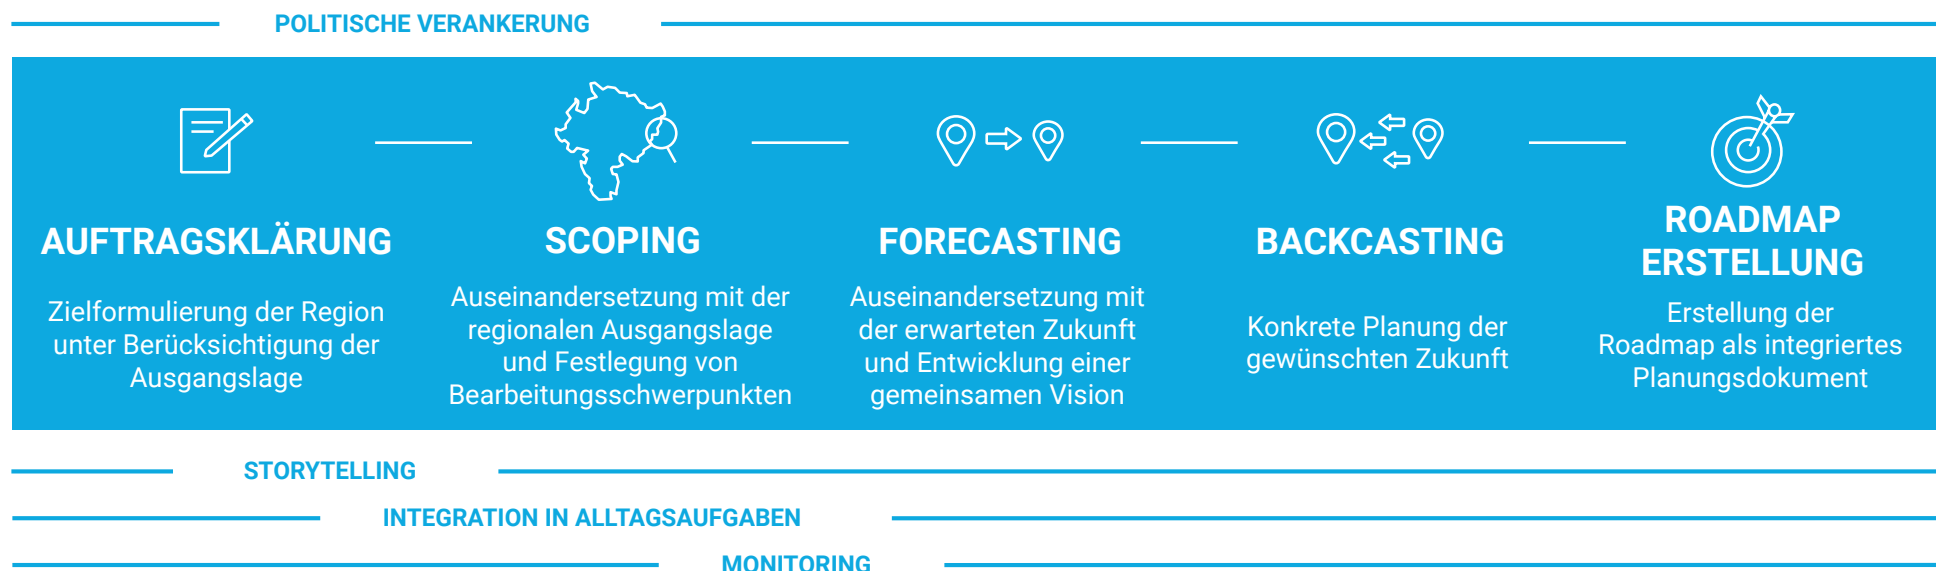 POLITISCHE VERANKERUNG
AUFTRAGSKLÄRUNG
Zielformulierung der Region
unter Berücksichtigung der
Ausgangslage
SCOPING
Auseinandersetzung mit der
regionalen Ausgangslage
und Festlegung von
Bearbeitungsschwerpunkten
FORECASTING
Auseinandersetzung mit
der erwarteten Zukunft
und Entwicklung einer
gemeinsamen Vision
BACKCASTING
Konkrete Planung der
gewünschten Zukunft
ROADMAP
ERSTELLUNG
Erstellung der
Roadmap als integriertes
Planungsdokument
STORYTELLING
INTEGRATION IN ALLTAGSAUFGABEN
MONITORING